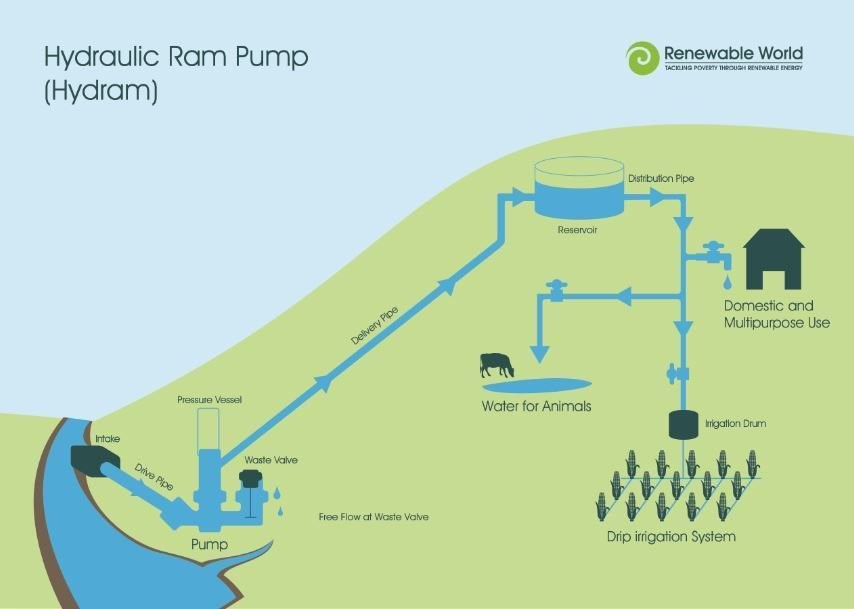 Hydraulic Ram Pump
(Hydram)
Renewable World
TACKLING POVERTY THROUGH RENEWABLE ENERGY
Distribution Pipe
Reservoir
Domestic and
Multipurpose Use
Delivery Pipe
Water for Animals
Pressure Vessel
Irrigation Drum
Intake
Waste Valve
Drive Pipe
Free Flow at Waste Valve
Drip irrigation System
Pump